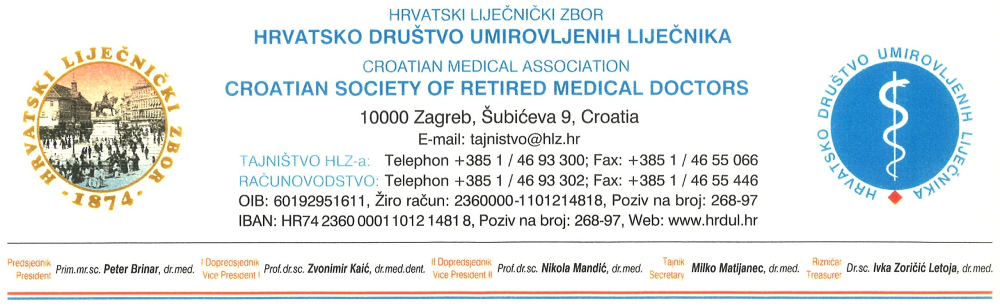 HRVATSKI LIJEČNIČKI ZBOR
HRVATSKO DRUŠTVO UMIROVLJENIH LIJEČNIKA
CROATIAN MEDICAL ASSOCIATION
CROATIAN SOCIETY OF RETIRED MEDICAL DOCTORS
10000 Zagreb, Šubićeva 9, Croatia
E-mail: tajnistvo@hlz.hr
TAJNIŠTVO HLZ-a: Telephon +385 1 / 46 93 300; Fax: +385 1 / 46 55 066
RAČUNOVODSTVO: Telephon +385 1 / 46 93 302; Fax: +385 1 / 46 55 446
OIB: 60192951611, Žiro račun: 2360000-1101214818, Poziv na broj: 268-97
IBAN: HR74 2360 0001 1012 1481 8, Poziv na broj: 268-97, Web: www.hrdul.hr
HRVATSKI LIJEČNIČKI ZBOR
- 1874 -
HRVATSKO DRUŠTVO UMIROVLJENIH LIJEČNIKA
Predsjednik
President
Prim.mr.sc. Peter Brinar, dr.med.
I Dopredsjednik
Vice President I
Prof.dr.sc. Zvonimir Kaić, dr.med.dent.
II Dopredsjednik
Vice President II
Prof.dr.sc. Nikola Mandić, dr.med.
Tajnik
Secretary
Milko Matijanec, dr.med.
Rizničar
Treasurer
Dr.sc. Ivka Zoričić Letoja, dr.med.